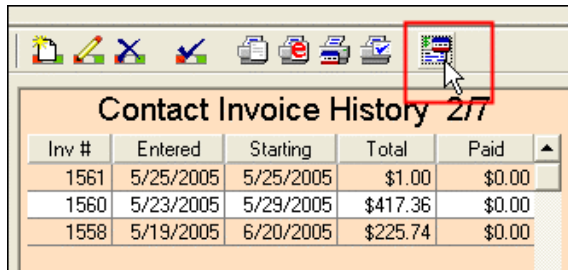 Contact Invoice History 2/7
Inv # Entered Starting Total Paid
1561 5/25/2005 5/25/2005 $1.00 $0.00
1560 5/23/2005 5/29/2005 $417.36 $0.00
1558 5/19/2005 6/20/2005 $225.74 $0.00